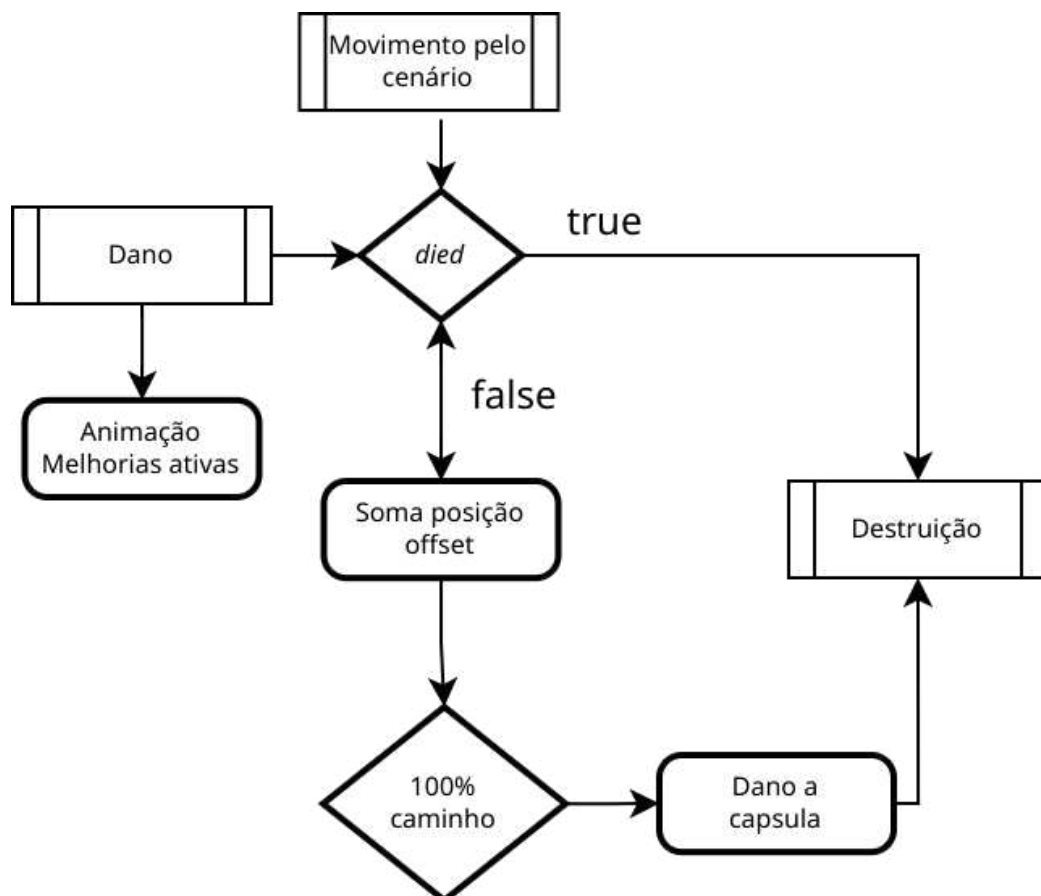 Movimento pelo
cenário
true
Dano
died
false
Animação
Melhorias ativas
Soma posição
offset
Destruição
100%
caminho
Dano a
capsula